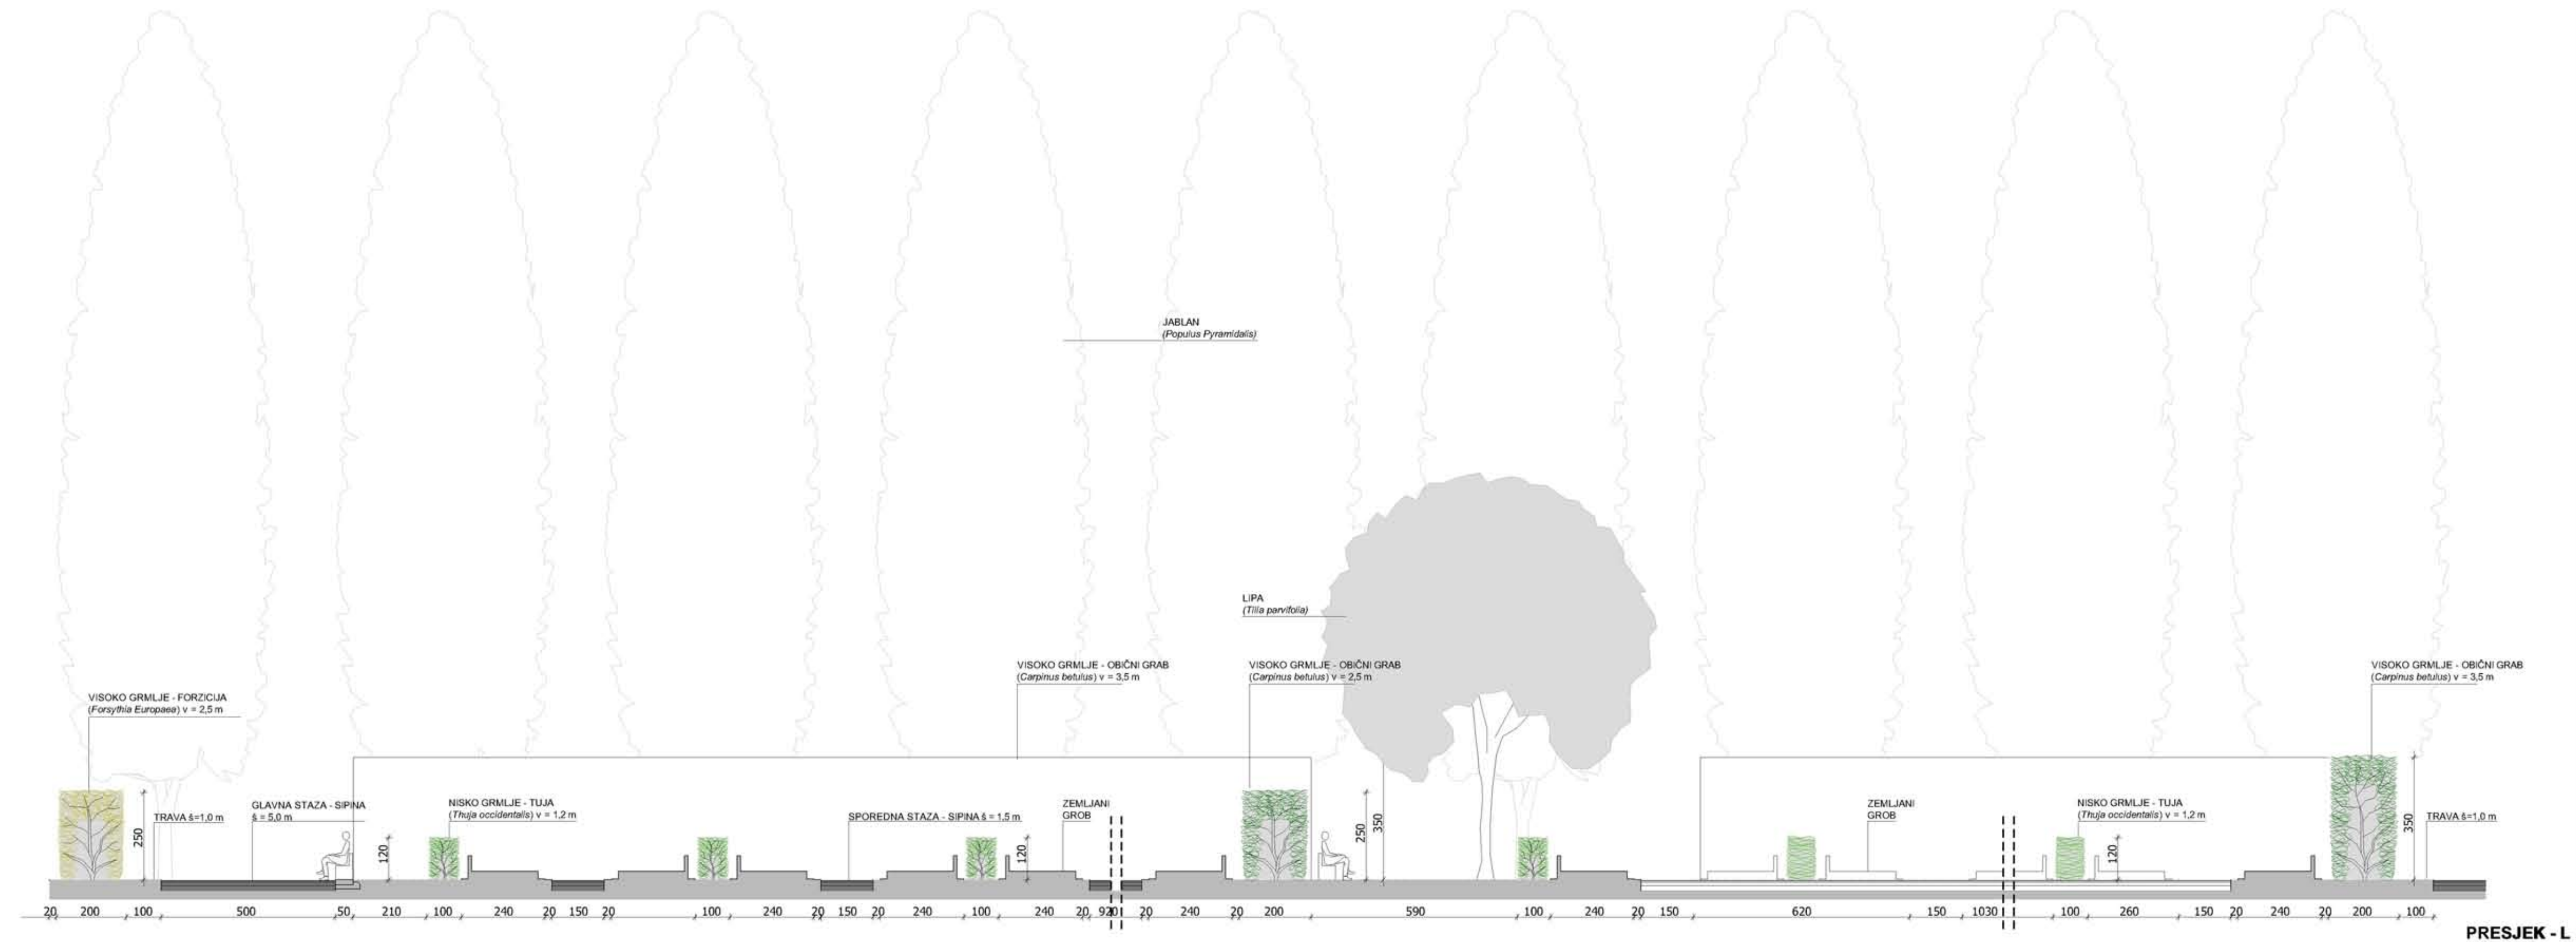 JABLAN
(Populus Pyramidalis)
LIPA
(Tilia parvifolia)
VISOKO GRMLJE - FORZICIJA
(Forsythia Europaea) v = 2,5 m
VISOKO GRMLJE - OBIČNI GRAB
(Carpinus betulus) v = 3,5 m
VISOKO GRMLJE - OBIČNI GRAB
(Carpinus betulus) v = 2,5 m
VISOKO GRMLJE - OBIČNI GRAB
(Carpinus betulus) v = 3,5 m
TRAVA š=1,0 m
GLAVNA STAZA - SIPINA
š = 5,0 m
NISKO GRMLJE - TUJA
(Thuja occidentalis) v = 1,2 m
SPOREDNA STAZA - SIPINA š = 1,5 m
ZEMLJANI
GROB
ZEMLJANI
GROB
NISKO GRMLJE - TUJA
(Thuja occidentalis) v = 1,2 m
TRAVA š=1,0 m
250
120
120
250
350
120
350
20 200 100 500 50 210 100 240 20 150 20 100 240 20 150 20 240 100 240 20 920 20 240 20 200 590 100 240 20 150 620 150 1030 100 260 150 20 240 20 200 100
PRESJEK - L